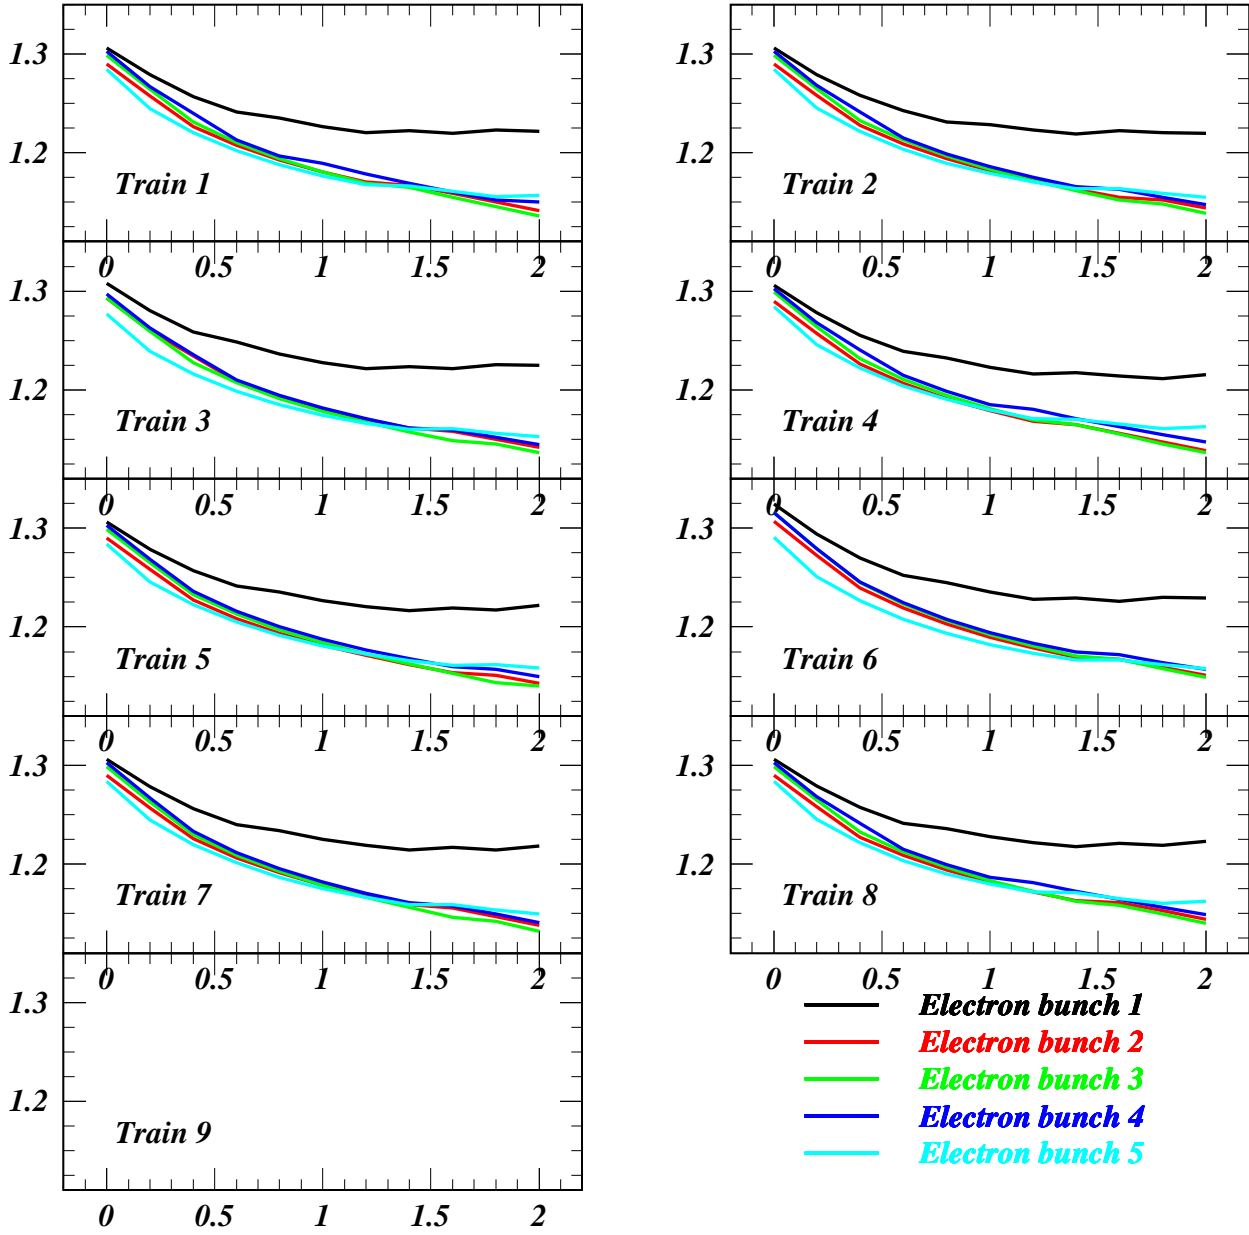 1.3
1.2
Train 1
1.3
1.2
Train 2
0 0.5 1 1.5 2
1.3
1.2
Train 3
0 0.5 1 1.5 2
1.3
1.2
Train 4
0 0.5 1 1.5 2
1.3
1.2
Train 5
0 0.5 1 1.5 2
1.3
1.2
Train 6
0 0.5 1 1.5 2
1.3
1.2
Train 7
0 0.5 1 1.5 2
1.3
1.2
Train 8
0 0.5 1 1.5 2
1.3
1.2
Train 9
0 0.5 1 1.5 2
0 0.5 1 1.5 2
Electron bunch 1
Electron bunch 2
Electron bunch 3
Electron bunch 4
Electron bunch 5